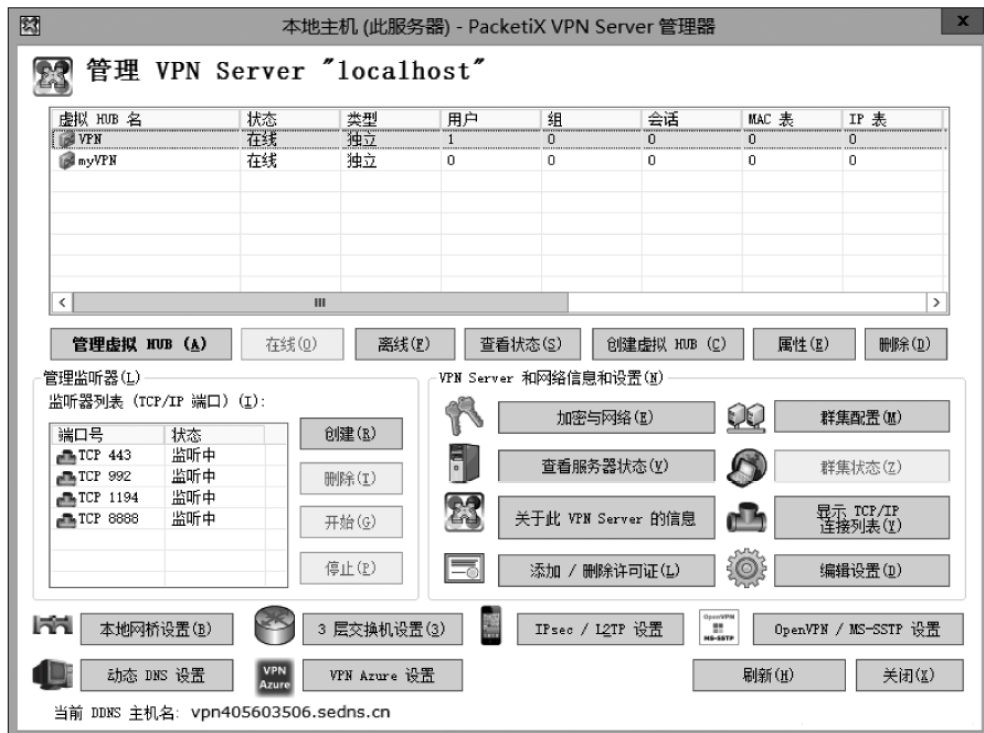 本地主机 (此服务器) - PacketiX VPN Server 管理器
x
管理 VPN Server "localhost"
虚拟 HUB 名 状态 类型 用户 组 会话 MAC 表 IP 表
VPN 在线 独立 1 0 0 0 0
myVPN 在线 独立 0 0 0 0 0
管理虚拟 HUB (A) 在线(O) 离线(F) 查看状态(S) 创建虚拟 HUB (C) 属性(E) 删除(D)
管理监听器(L)
监听器列表 (TCP/IP 端口) (I):
端口号 状态
TCP 443 监听中
TCP 992 监听中
TCP 1194 监听中
TCP 8888 监听中
创建(R)
删除(T)
开始(G)
停止(P)
VPN Server 和网络信息和设置(N)
加密与网络(E) 群集配置(M)
查看服务器状态(V) 群集状态(Z)
关于此 VPN Server 的信息 显示 TCP/IP
连接列表(Y)
添加 / 删除许可证(L) 编辑设置(D)
本地网桥设置(B) 3 层交换机设置(3) IPsec / L2TP 设置 OpenVPN
MS-SSTP
OpenVPN / MS-SSTP 设置
动态 DNS 设置 VPN
Azure
VPN Azure 设置 刷新(H) 关闭(X)
当前 DDNS 主机名: vpn405603506.sedns.cn